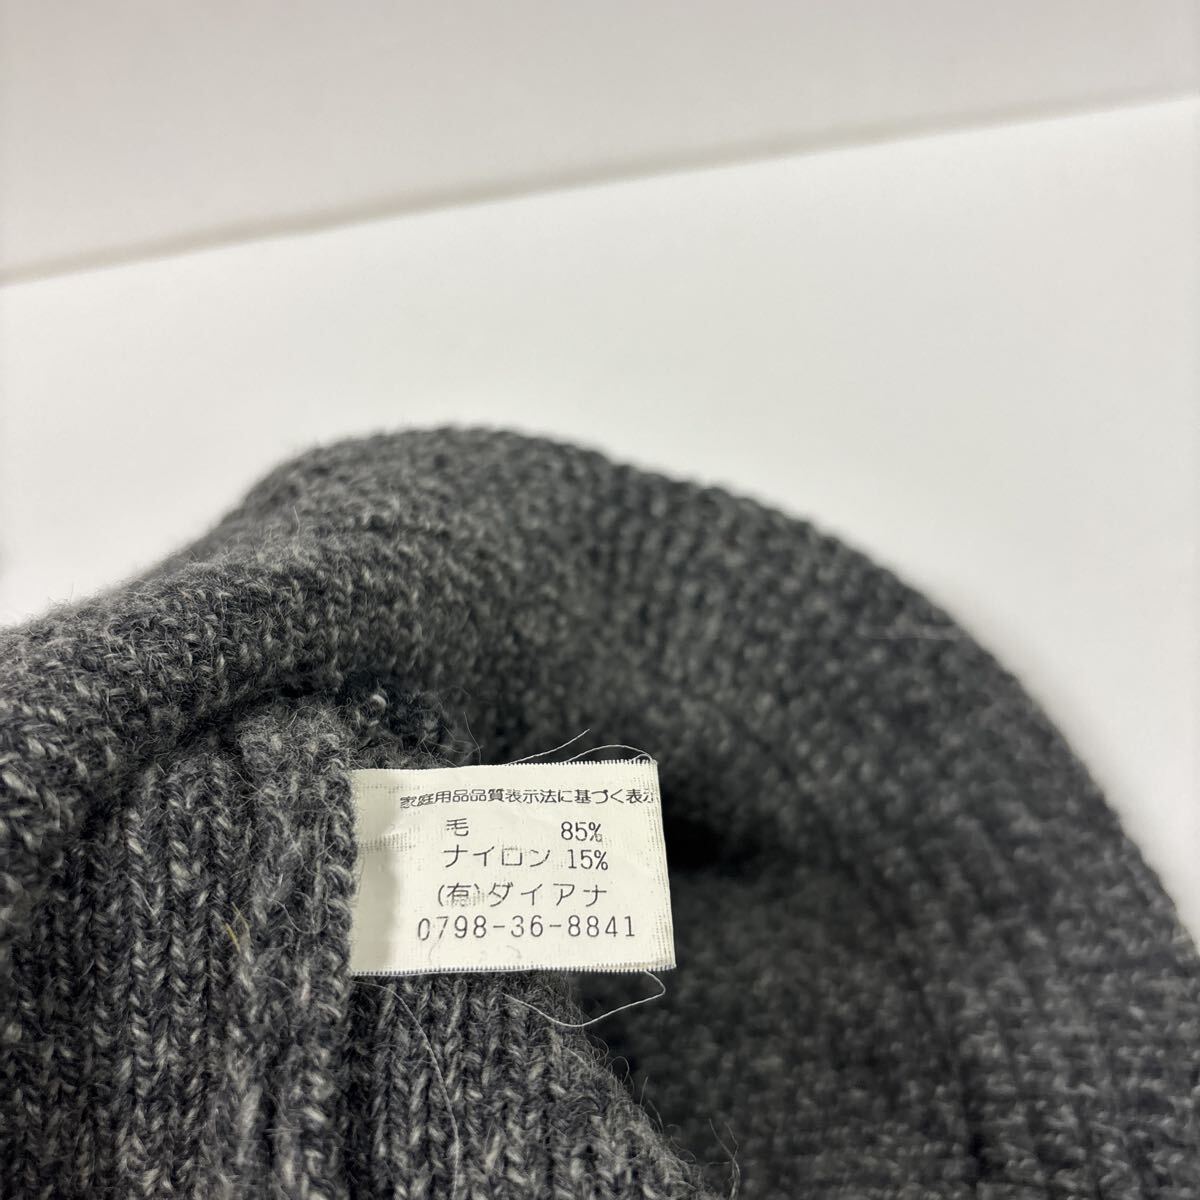 家庭用品品質表示法に基づく表示
毛 85%
ナイロン 15%
(有)ダイアナ
0798-36-8841